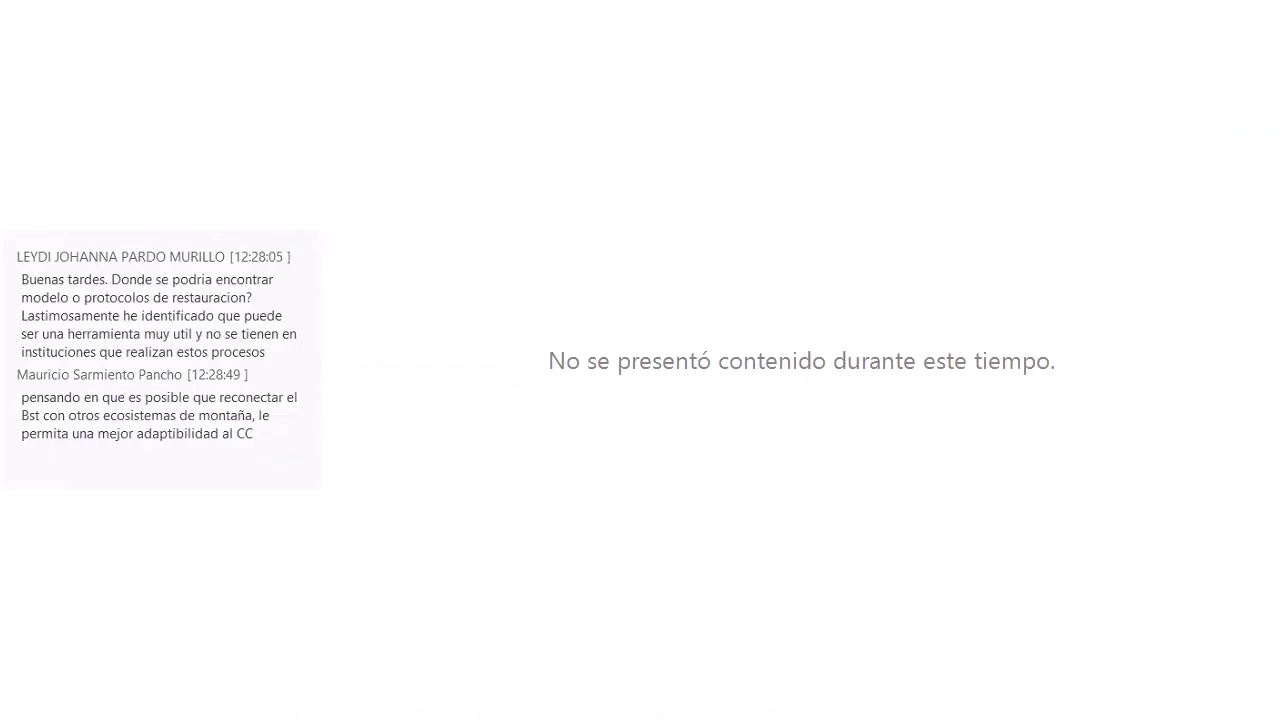 LEYDI JOHANNA PARDO MURILLO [12:28:05 ]
Buenas tardes. Donde se podria encontrar
modelo o protocolos de restauracion?
Lastimosamente he identificado que puede
ser una herramienta muy util y no se tienen en
instituciones que realizan estos procesos
Mauricio Sarmiento Pancho [12:28:49 ]
pensando en que es posible que reconectar el
Bst con otros ecosistemas de montaña, le
permita una mejor adaptibilidad al CC
No se presentó contenido durante este tiempo.